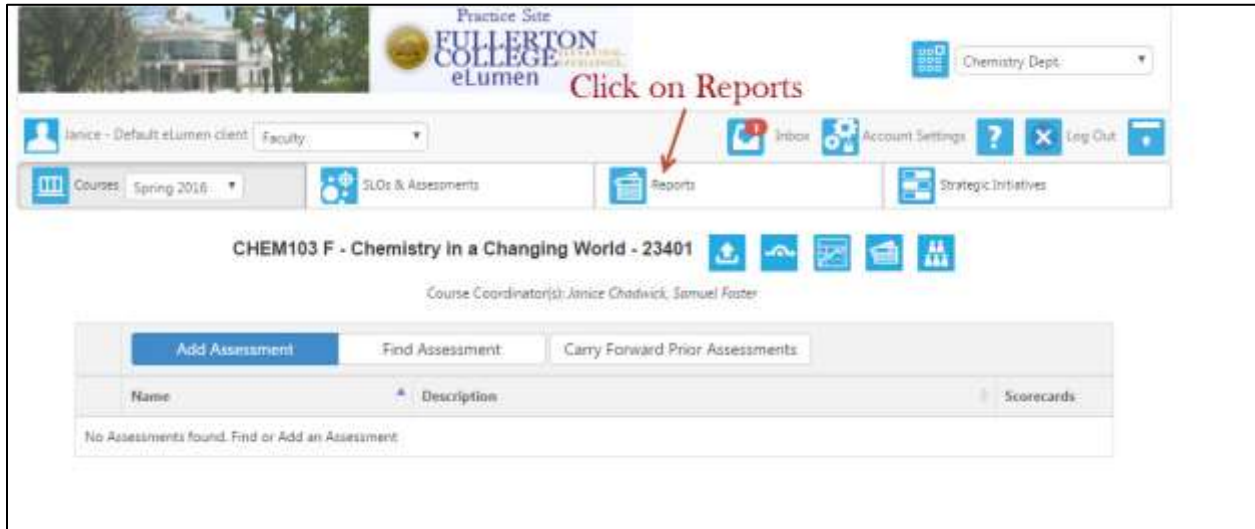 Practice Site
FULLERTON
COLLEGE
eLumen
Click on Reports
Chemistry Dept.
Janice - Default eLumen client Faculty
1
Inbox
Account Settings
?
Log Out
Courses Spring 2016
SLOs & Assessments
Reports
Strategic Initiatives
CHEM103 F - Chemistry in a Changing World - 23401
Course Coordinator(s): Janice Chadwick, Samuel Foster
Add Assessment Find Assessment Carry Forward Prior Assessments
Name Description Scorecards
No Assessments found. Find or Add an Assessment